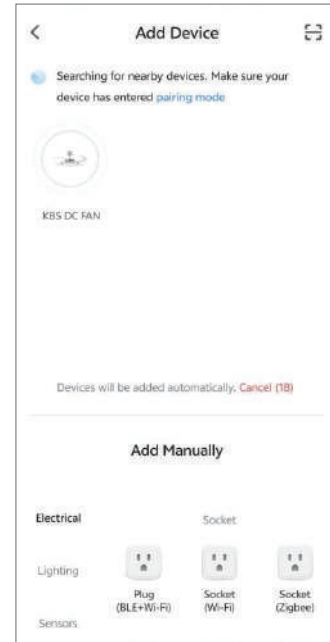 Add Device
Searching for nearby devices. Make sure your
device has entered pairing mode
KBS DC FAN
Devices will be added automatically. Cancel (18)
Add Manually
Electrical
Socket
Lighting
Plug
(BLE+Wi-Fi)
Socket
(Wi-Fi)
Socket
(Zigbee)
Sensors